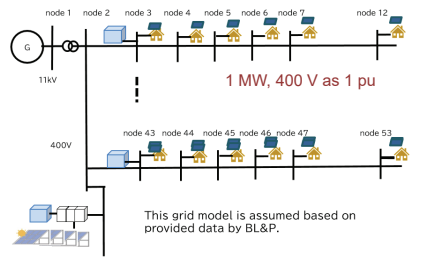 node 1 node 2 node 3 node 4 node 5 node 6 node 7 node 12
G
11kV
1 MW, 400 V as 1 pu
node 43 node 44 node 45 node 46 node 47 node 53
400V
This grid model is assumed based on
provided data by BL&P.